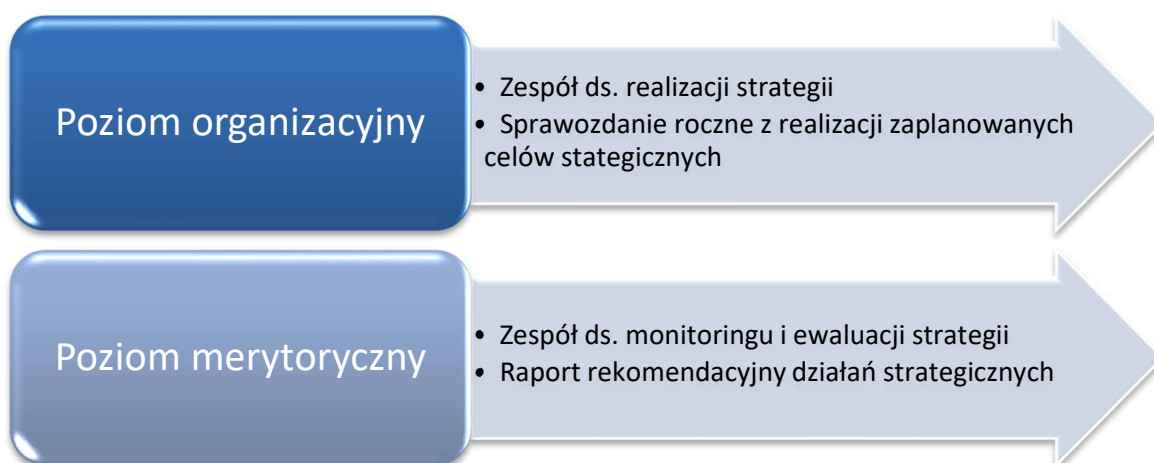 Poziom organizacyjny
• Zespół ds. realizacji strategii
• Sprawozdanie roczne z realizacji zaplanowanych
celów stategicznych
Poziom merytoryczny
• Zespół ds. monitoringu i ewaluacji strategii
• Raport rekomendacyjny działań strategicznych